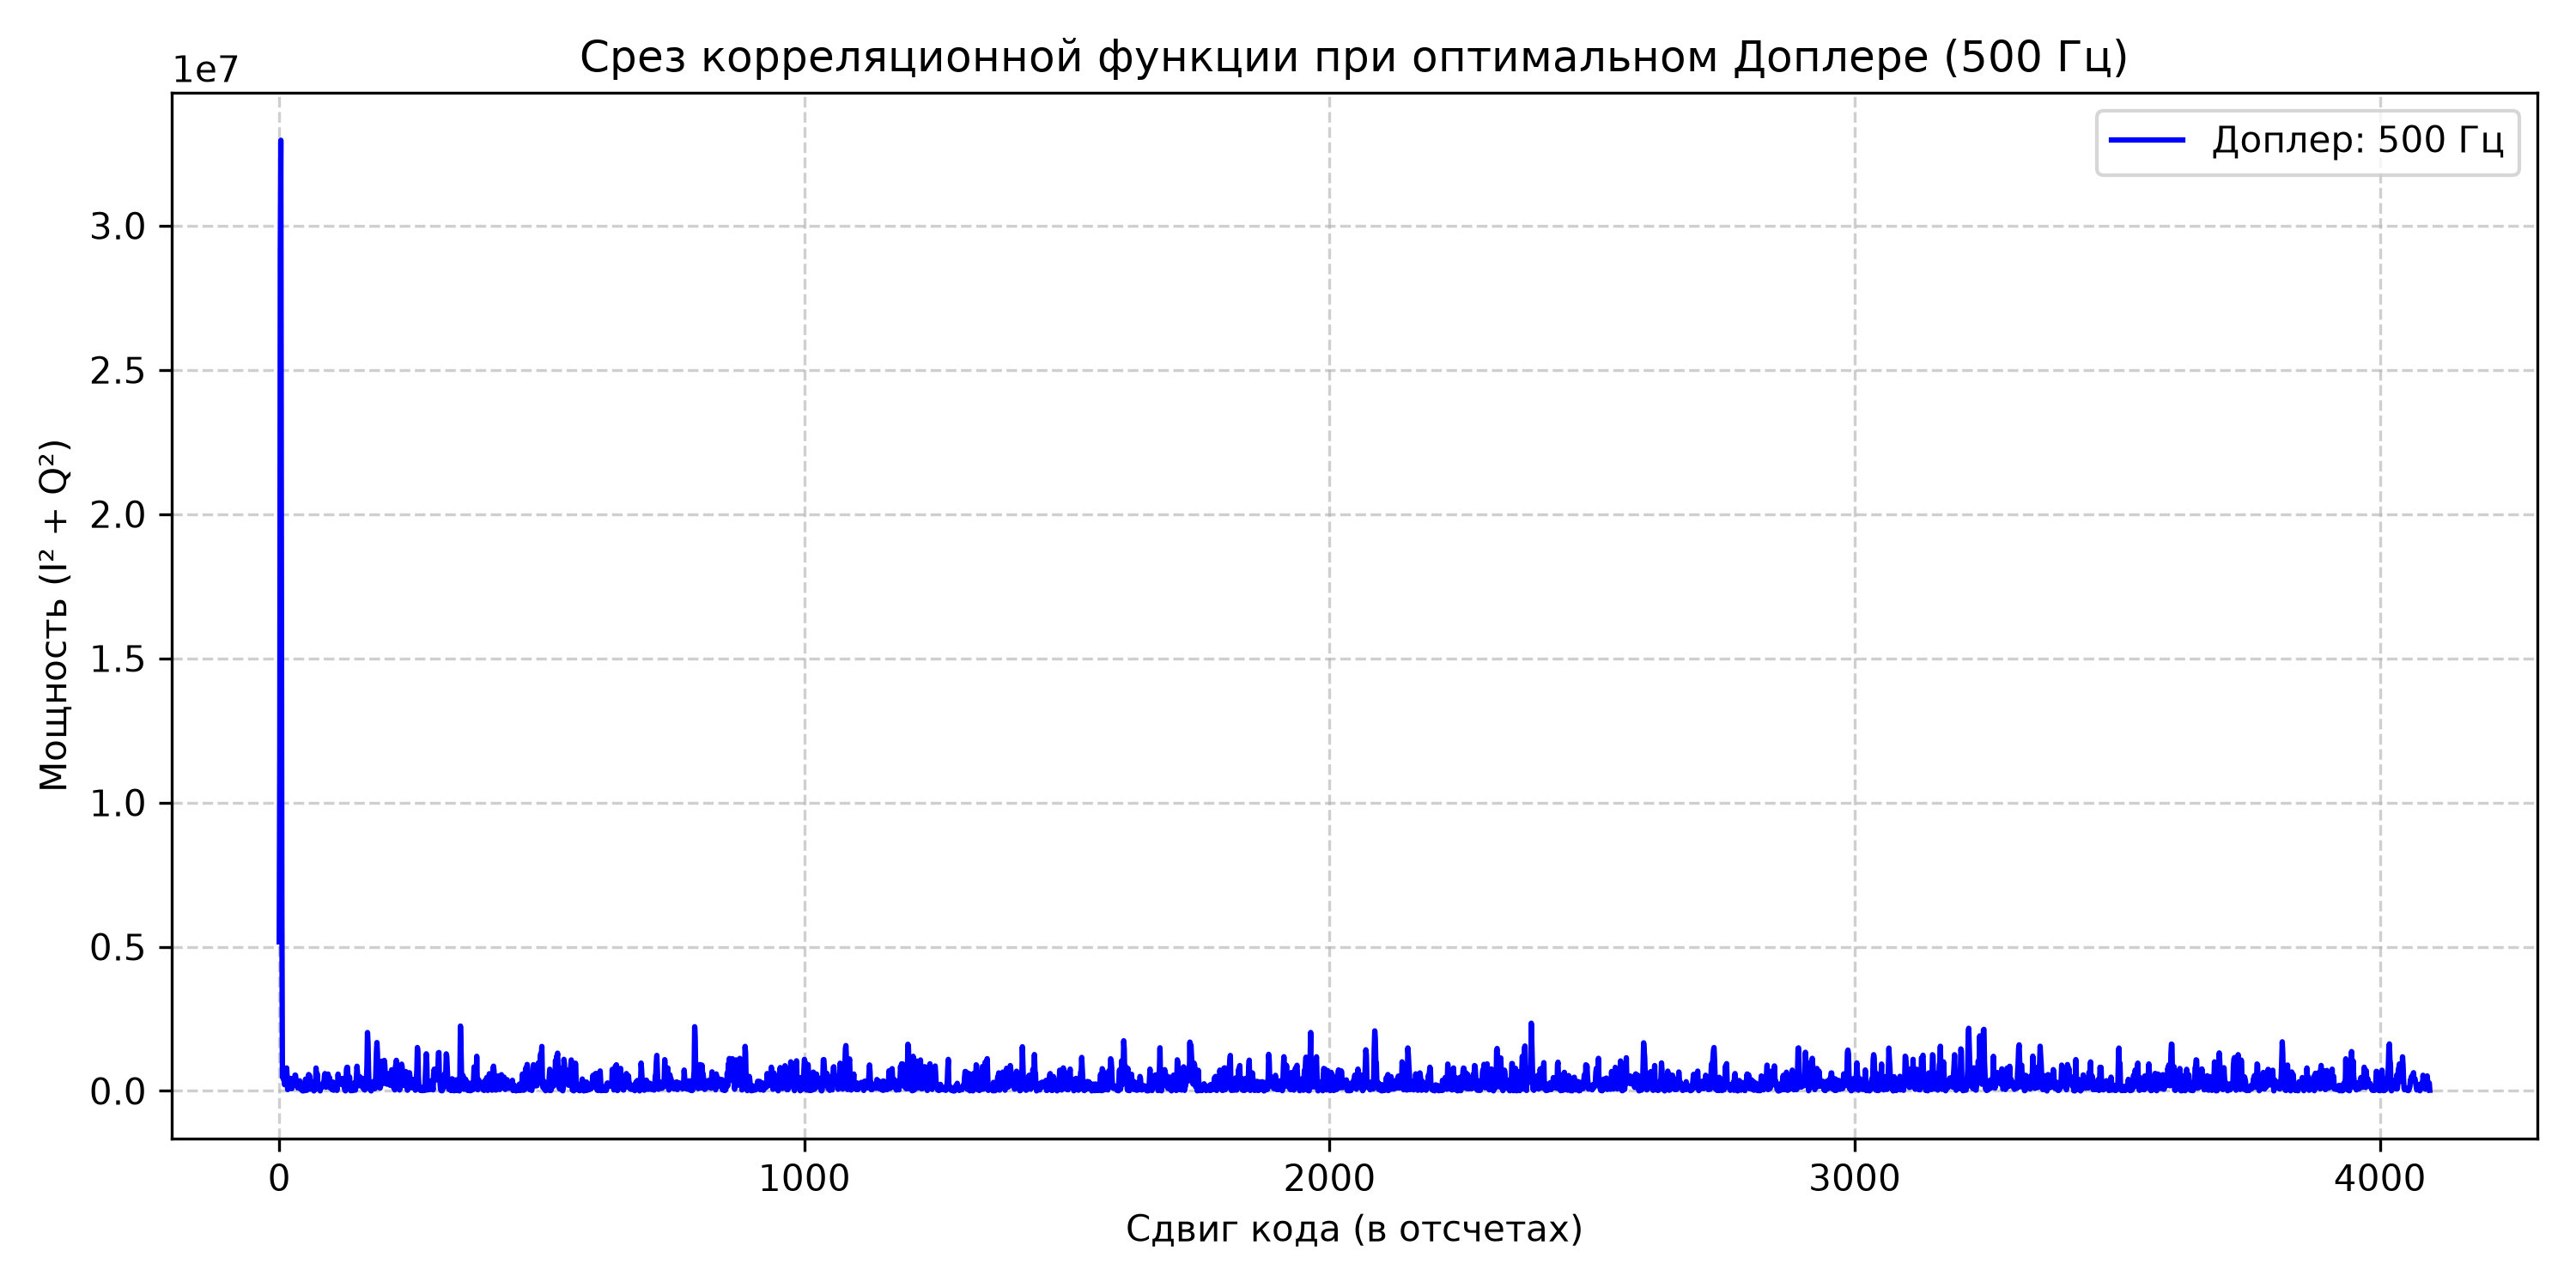 Срез корреляционной функции при оптимальном Доплере (500 Гц)
1e7
Доплер: 500 Гц
3.0
2.5
2.0
1.5
1.0
0.5
0.0
Мощность (I² + Q²)
0 1000 2000 3000 4000
Сдвиг кода (в отсчетах)